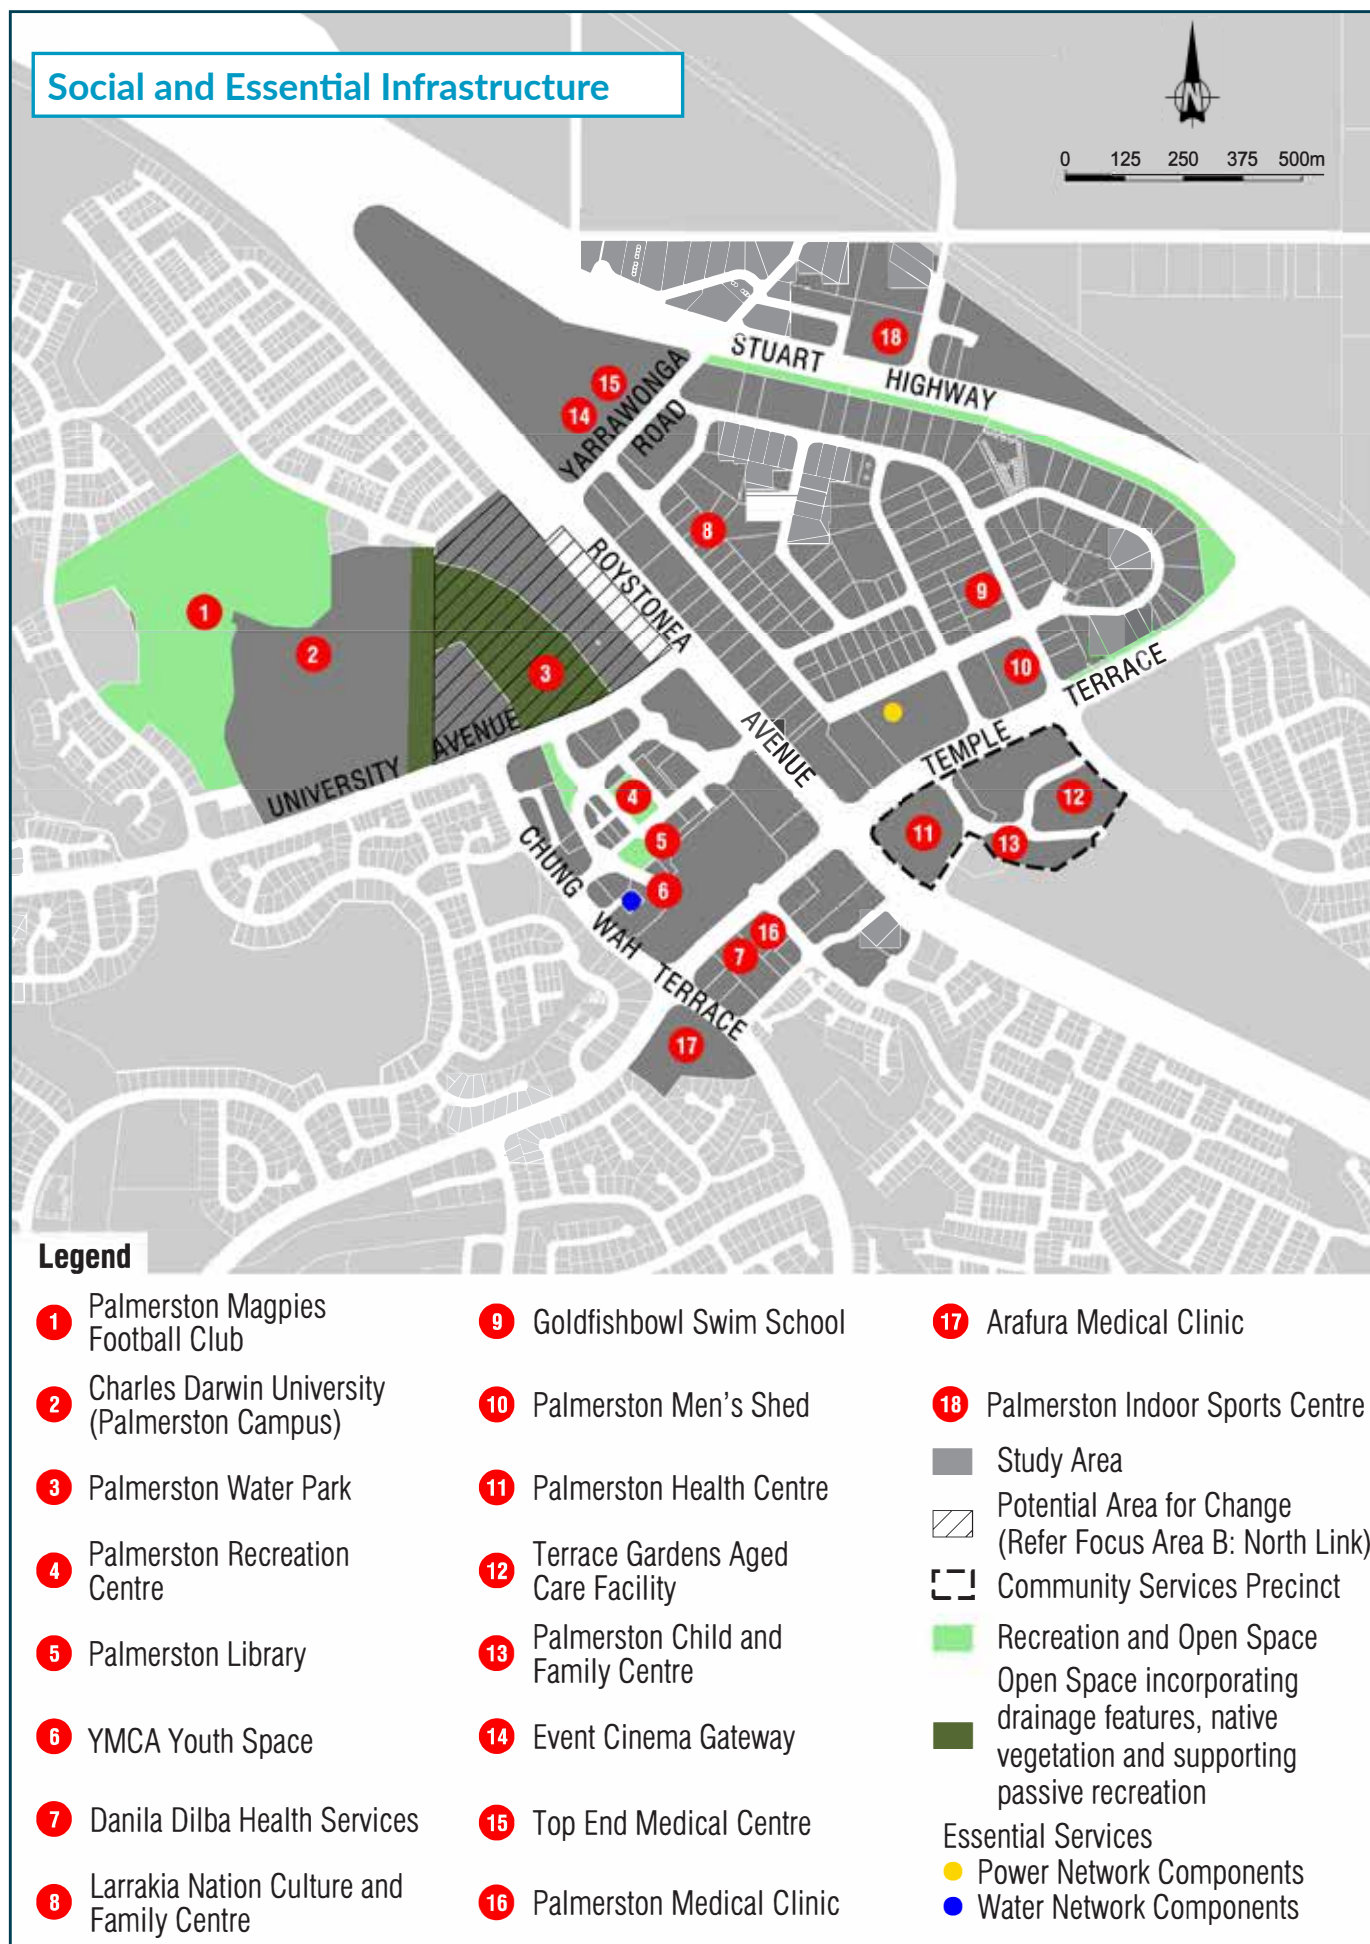 Social and Essential Infrastructure
N
0 125 250 375 500m
STUART HIGHWAY
18
15
14
YARRAWONGA
ROAD
8
ROYSTONEA
AVENUE
9
1
2
3
10
TERRACE
TEMPLE
UNIVERSITY AVENUE
4
12
11
13
5
CHUNG WAH TERRACE
6
16
7
17
Legend
1 Palmerston Magpies
Football Club
2 Charles Darwin University
(Palmerston Campus)
3 Palmerston Water Park
4 Palmerston Recreation
Centre
5 Palmerston Library
6 YMCA Youth Space
7 Danila Dilba Health Services
8 Larrakia Nation Culture and
Family Centre
9 Goldfishbowl Swim School
10 Palmerston Men's Shed
11 Palmerston Health Centre
12 Terrace Gardens Aged
Care Facility
13 Palmerston Child and
Family Centre
14 Event Cinema Gateway
15 Top End Medical Centre
16 Palmerston Medical Clinic
17 Arafura Medical Clinic
18 Palmerston Indoor Sports Centre
Study Area
Potential Area for Change
(Refer Focus Area B: North Link)
Community Services Precinct
Recreation and Open Space
Open Space incorporating
drainage features, native
vegetation and supporting
passive recreation
Essential Services
Power Network Components
Water Network Components